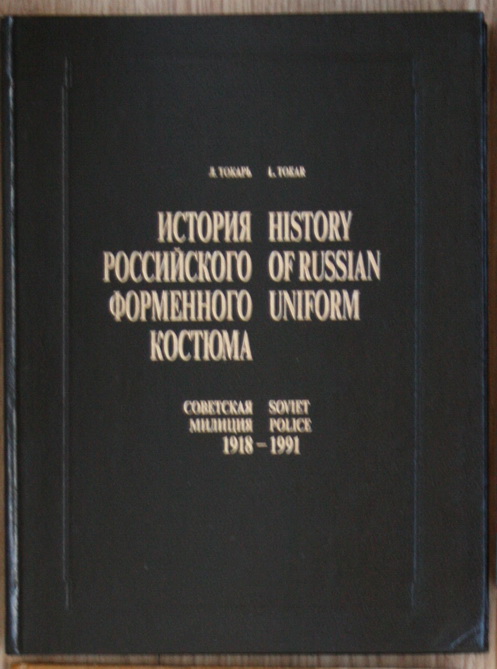 Л. ТОКАРЬ L. TOKAR
ИСТОРИЯ HISTORY
РОССИЙСКОГО OF RUSSIAN
ФОРМЕННОГО UNIFORM
КОСТЮМА
СОВЕТСКАЯ SOVIET
МИЛИЦИЯ POLICE
1918 – 1991